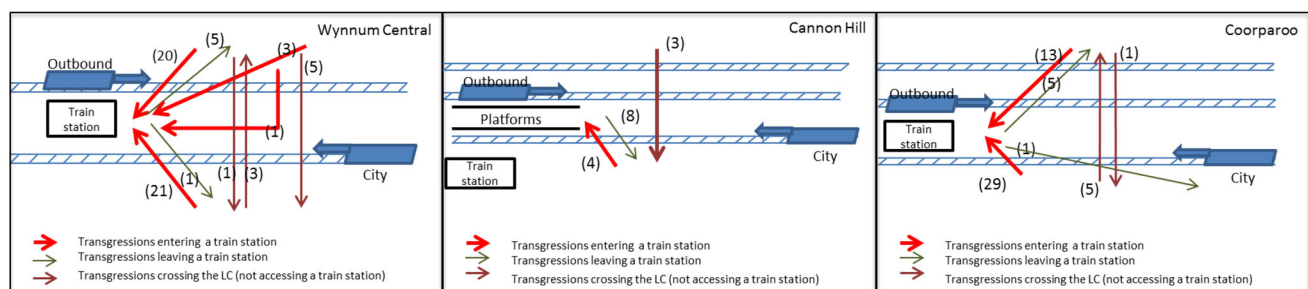 Wynnum Central
(5)
(3)
(20)
(5)
Outbound
Train
station
(1)
(1)
(1)
(3)
(21)
City
Transgressions entering a train station
Transgressions leaving a train station
Transgressions crossing the LC (not accessing a train station)
Cannon Hill
(3)
Outbound
Platforms
(8)
(4)
Train
station
City
Transgressions entering a train station
Transgressions leaving a train station
Transgressions crossing the LC (not accessing a train station)
Coorparoo
(13)
(1)
(5)
Outbound
Train
station
(1)
(29)
(5)
City
Transgressions entering a train station
Transgressions leaving a train station
Transgressions crossing the LC (not accessing a train station)